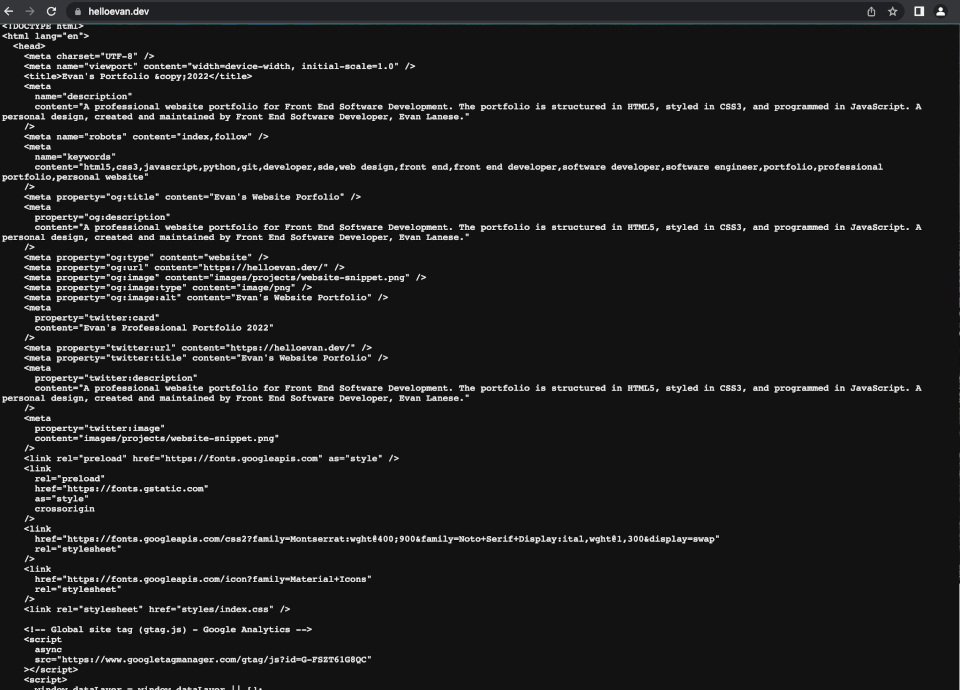 helloevan.dev
<!DOCTYPE html>
<html lang="en">
<head>
<meta charset="UTF-8" />
<meta name="viewport" content="width=device-width, initial-scale=1.0" />
<title>Evan's Portfolio &copy;2022</title>
<meta
name="description"
content="A professional website portfolio for Front End Software Development. The portfolio is structured in HTML5, styled in CSS3, and programmed in JavaScript. A
personal design, created and maintained by Front End Software Developer, Evan Lanese."
/>
<meta name="robots" content="index,follow" />
<meta
name="keywords"
content="html5,css3,javascript,python,git,developer,sde,web design,front end,front end developer,software developer,software engineer,portfolio,professional
portfolio,personal website"
/>
<meta property="og:title" content="Evan's Website Porfolio" />
<meta
property="og:description"
content="A professional website portfolio for Front End Software Development. The portfolio is structured in HTML5, styled in CSS3, and programmed in JavaScript. A
personal design, created and maintained by Front End Software Developer, Evan Lanese."
/>
<meta property="og:type" content="website" />
<meta property="og:url" content="https://helloevan.dev/" />
<meta property="og:image" content="images/projects/website-snippet.png" />
<meta property="og:image:type" content="image/png" />
<meta property="og:image:alt" content="Evan's Website Portfolio" />
<meta
property="twitter:card"
content="Evan's Professional Portfolio 2022"
/>
<meta property="twitter:url" content="https://helloevan.dev/" />
<meta property="twitter:title" content="Evan's Website Porfolio" />
<meta
property="twitter:description"
content="A professional website portfolio for Front End Software Development. The portfolio is structured in HTML5, styled in CSS3, and programmed in JavaScript. A
personal design, created and maintained by Front End Software Developer, Evan Lanese."
/>
<meta
property="twitter:image"
content="images/projects/website-snippet.png"
/>
<link rel="preload" href="https://fonts.googleapis.com" as="style" />
<link
rel="preload"
href="https://fonts.gstatic.com"
as="style"
crossorigin
/>
<link
href="https://fonts.googleapis.com/css2?family=Montserrat:wght@400;900&family=Noto+Serif+Display:ital,wght@1,300&display=swap"
rel="stylesheet"
/>
<link
href="https://fonts.googleapis.com/icon?family=Material+Icons"
rel="stylesheet"
/>
<link rel="stylesheet" href="styles/index.css" />
<!-- Global site tag (gtag.js) - Google Analytics -->
<script
async
src="https://www.googletagmanager.com/gtag/js?id=G-FSZT61G8QC"
></script>
<script>
window.dataLayer = window.dataLayer || [];